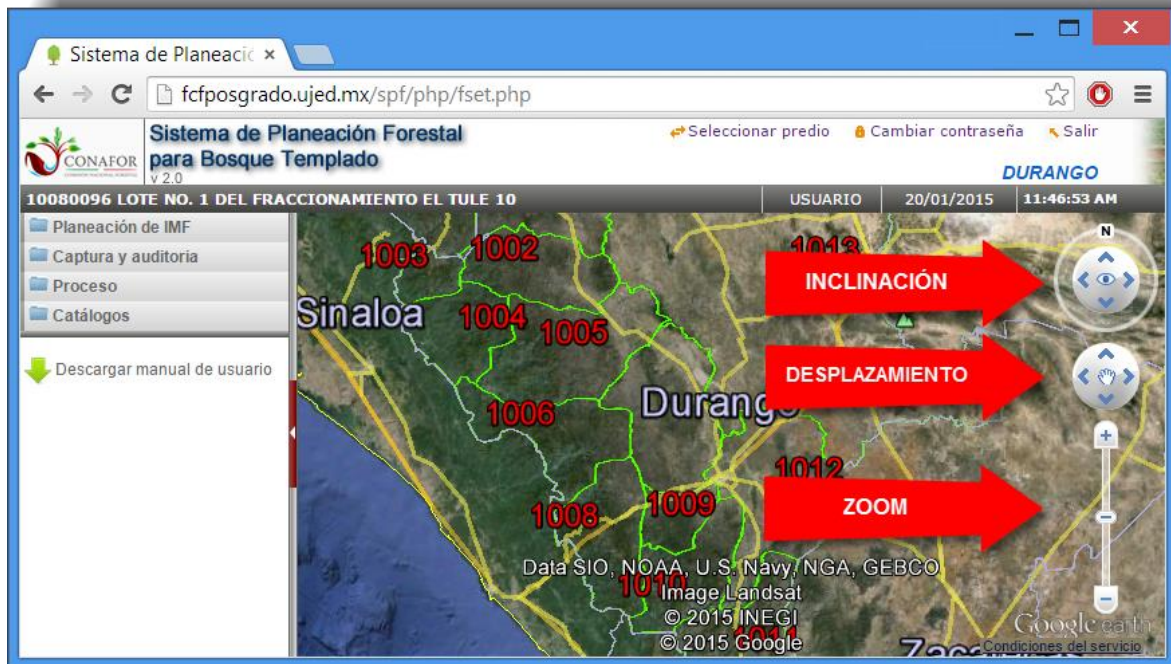 Sistema de Planeació
fcfposgrado.ujed.mx/spf/php/fset.php
CONAFOR
Sistema de Planeación Forestal
para Bosque Templado
v 2.0
Seleccionar predio Cambiar contraseña Salir
DURANGO
10080096 LOTE NO. 1 DEL FRACCIONAMIENTO EL TULE 10 USUARIO 20/01/2015 11:46:53 AM
Planeación de IMF
Captura y auditoria
Proceso
Catálogos
Descargar manual de usuario
N
1003 1002 1013
INCLINACIÓN
Sinaloa 1004 1005
DESPLAZAMIENTO
1006 Durango
1012
1008 1009 ZOOM
Data SIO, NOAA, U.S. Navy, NGA, GEBCO
1010 Image Landsat
© 2015 INEGI
© 2015 Google
1011
Google earth
Condiciones del servicio